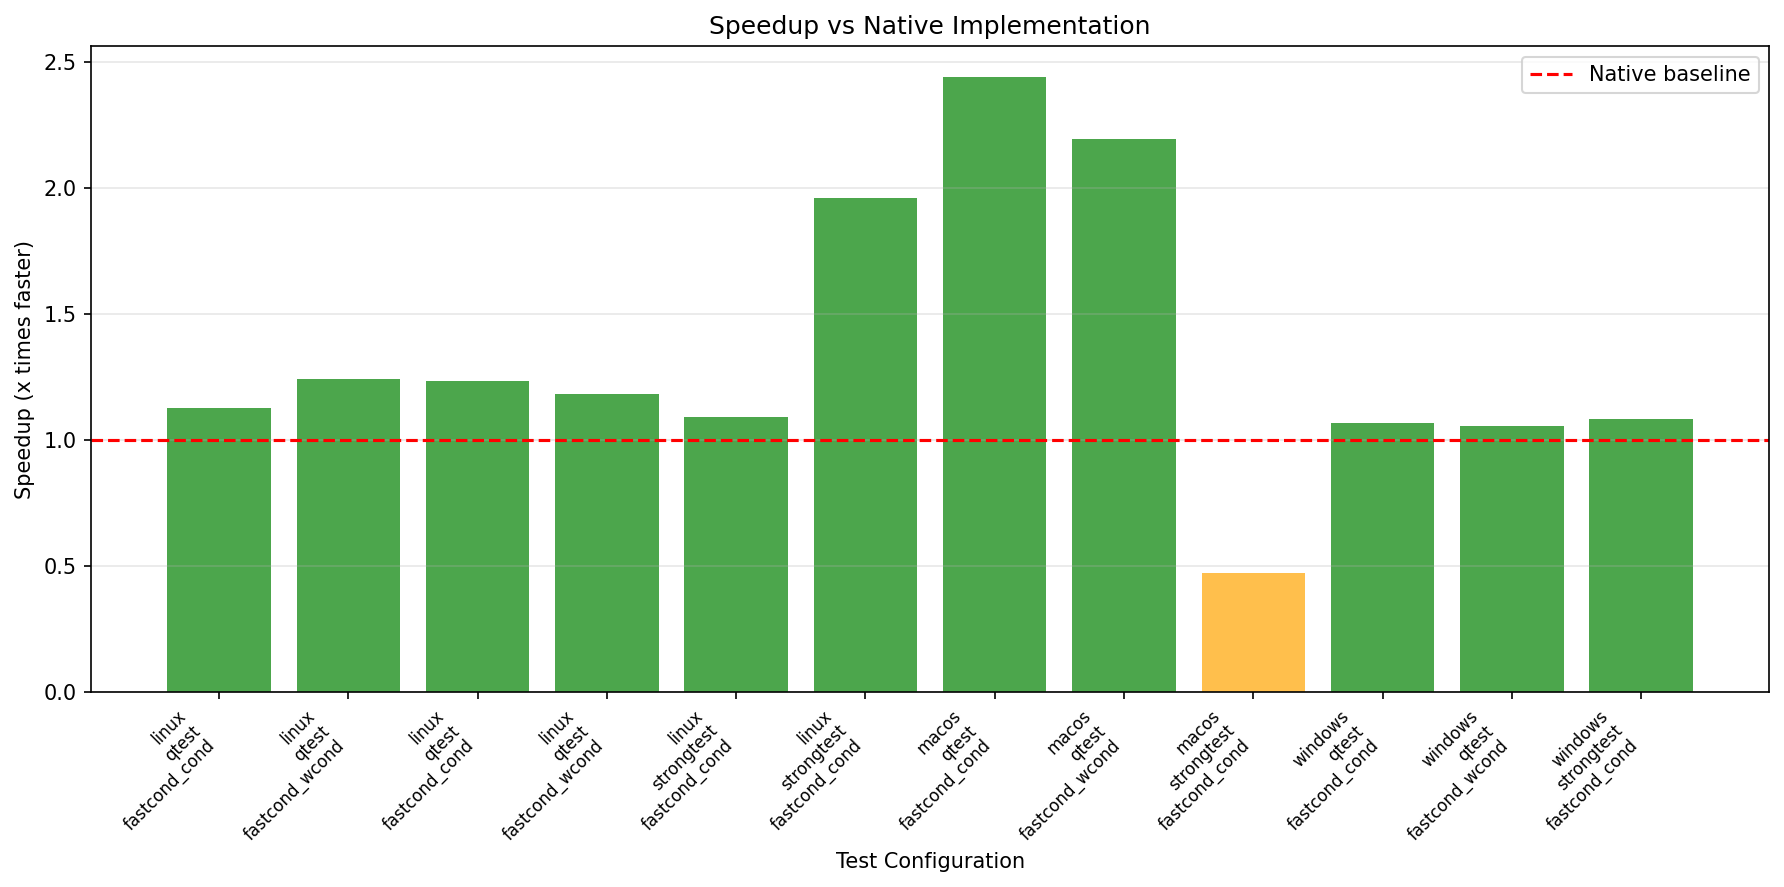 Speedup vs Native Implementation
Native baseline
Speedup (x times faster)
2.5
2.0
1.5
1.0
0.5
0.0
linux
qtest
fastcond_cond
linux
qtest
fastcond_wcond
linux
qtest
fastcond_cond
linux
qtest
fastcond_wcond
linux
strongtest
fastcond_cond
linux
strongtest
fastcond_cond
macos
qtest
fastcond_cond
macos
qtest
fastcond_wcond
macos
strongtest
fastcond_cond
windows
qtest
fastcond_cond
windows
qtest
fastcond_wcond
windows
strongtest
fastcond_cond
Test Configuration